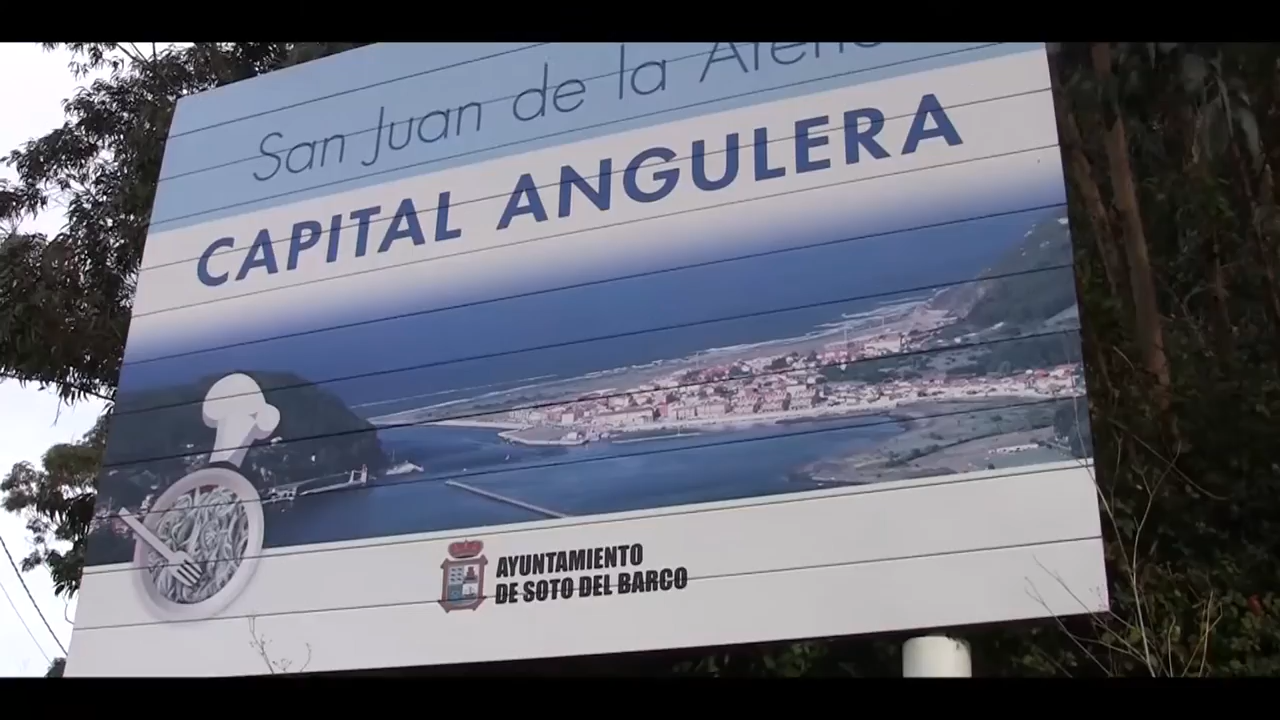 San Juan de la Arena
CAPITAL ANGULERA
AYUNTAMIENTO
DE SOTO DEL BARCO